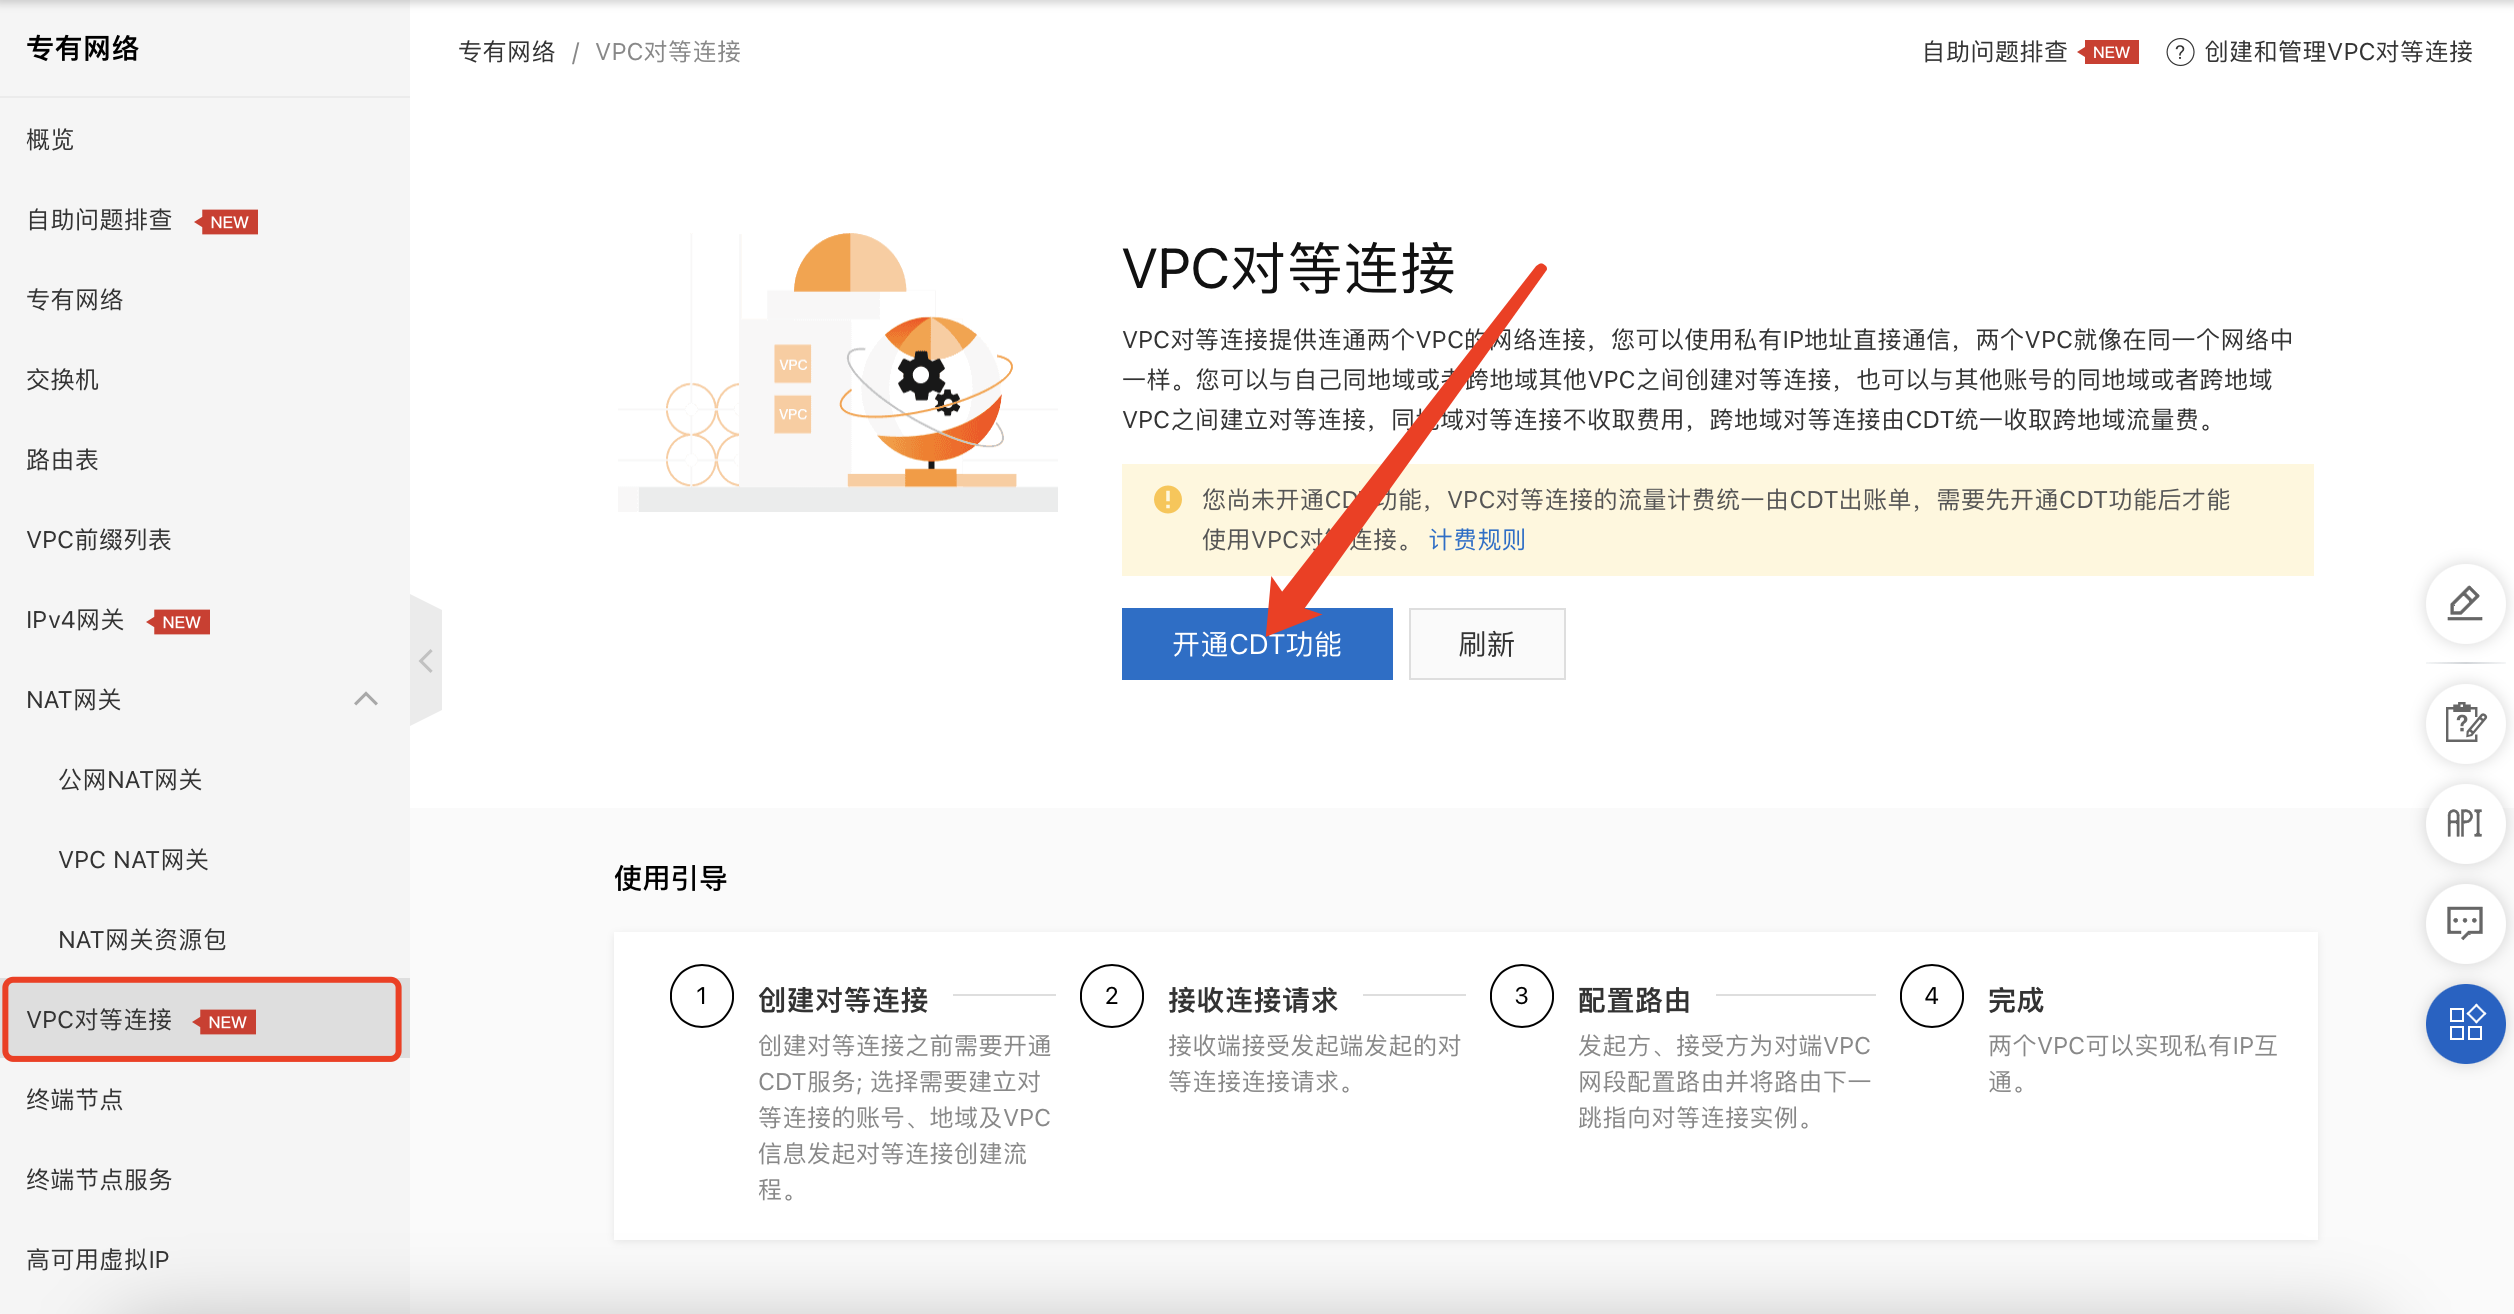 专有网络
概览
自助问题排查 NEW
专有网络
交换机
路由表
VPC前缀列表
IPv4网关 NEW
NAT网关
公网NAT网关
VPC NAT网关
NAT网关资源包
VPC对等连接 NEW
终端节点
终端节点服务
高可用虚拟IP
专有网络 / VPC对等连接
自助问题排查 NEW ? 创建和管理VPC对等连接
VPC
VPC
VPC对等连接
VPC对等连接提供连通两个VPC的网络连接，您可以使用私有IP地址直接通信，两个VPC就像在同一个网络中
一样。您可以与自己同地域或者跨地域其他VPC之间创建对等连接，也可以与其他账号的同地域或者跨地域
VPC之间建立对等连接，同地域对等连接不收取费用，跨地域对等连接由CDT统一收取跨地域流量费。
您尚未开通CDT功能，VPC对等连接的流量计费统一由CDT出账单，需要先开通CDT功能后才能
使用VPC对等连接。 计费规则
开通CDT功能
刷新
API
使用引导
1 创建对等连接
创建对等连接之前需要开通
CDT服务; 选择需要建立对
等连接的账号、地域及VPC
信息发起对等连接创建流
程。
2 接收连接请求
接收端接受发起端发起的对
等连接连接请求。
3 配置路由
发起方、接受方为对端VPC
网段配置路由并将路由下一
跳指向对等连接实例。
4 完成
两个VPC可以实现私有IP互
通。